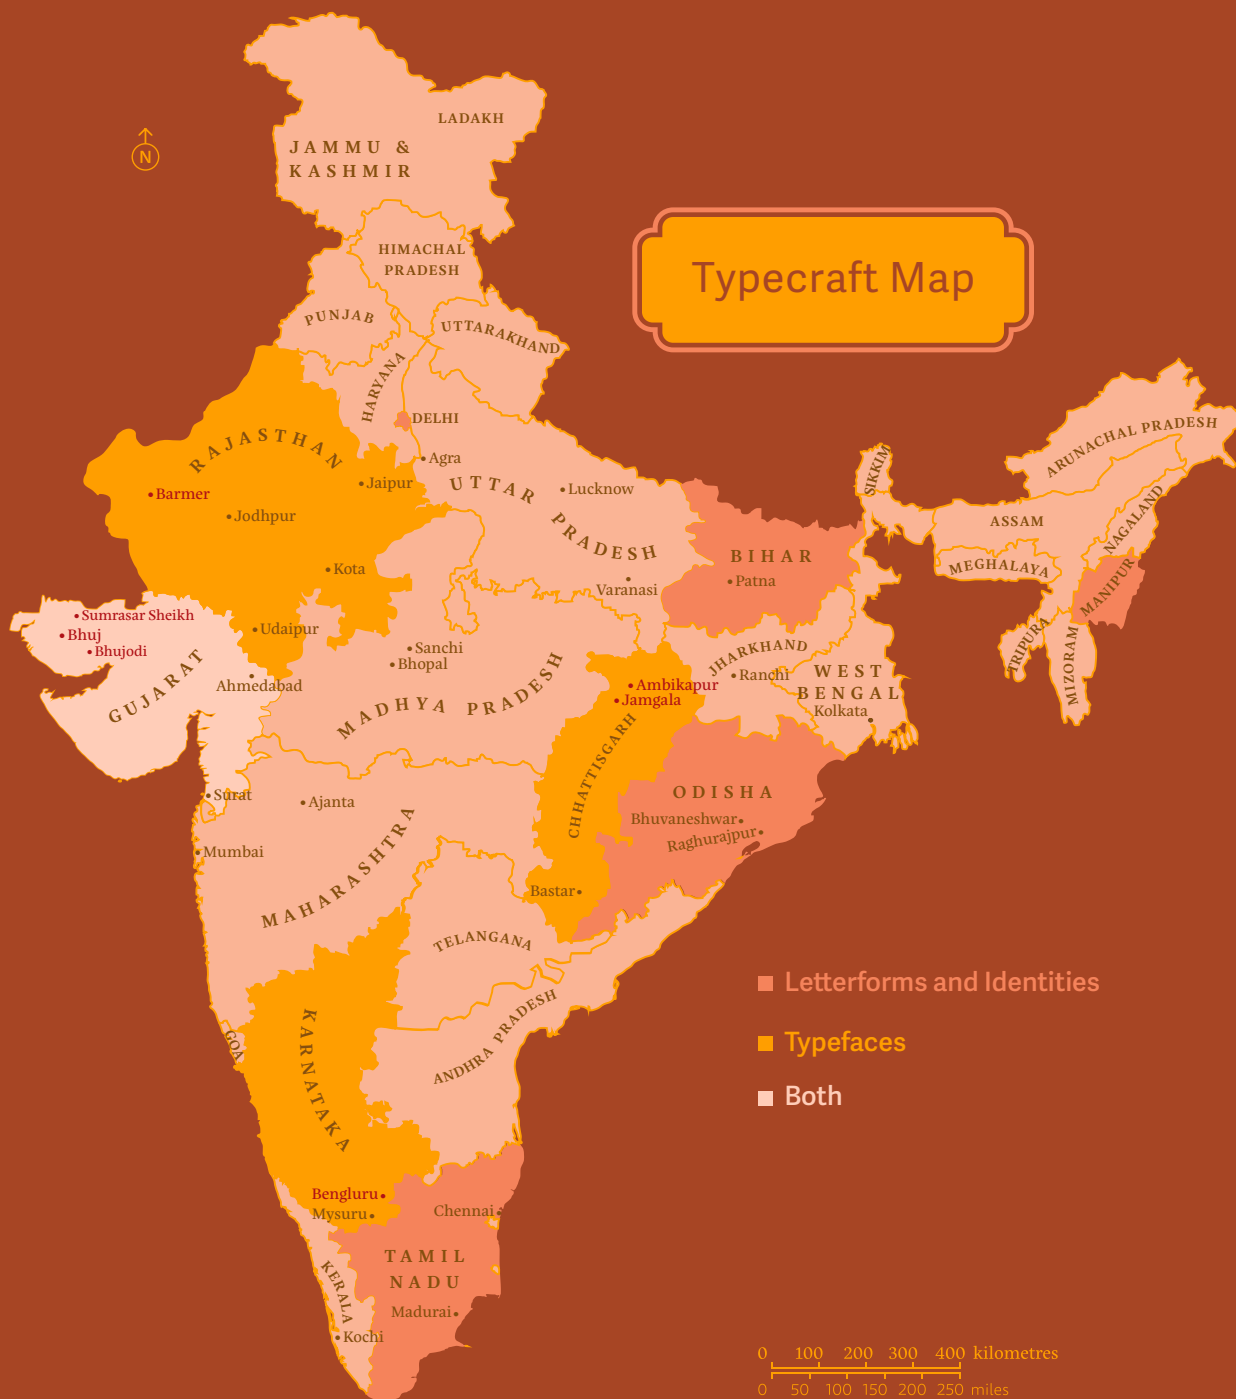 LADAKH
N
JAMMU &
KASHMIR
HIMACHAL
PRADESH
Typecraft Map
PUNJAB
UTTARAKHAND
HARYANA
DELHI
ARUNACHAL PRADESH
RAJASTHAN
Agra
SIKKIM
Jaipur
UTTAR PRADESH
Lucknow
Barmer
Jodhpur
ASSAM
NAGALAND
BIHAR
Kota
MEGHALAYA
Patna
Varanasi
MANIPUR
Sumrasar Sheikh
Bhuj
Udaipur
Bhujodi
Sanchi
Bhopal
JHARKHAND
TRIPURA
MIZORAM
GUJARAT
Ahmedabad
Ranchi
WEST
BENGAL
Ambikapur
Jamgala
Kolkata
MADHYA PRADESH
CHHATTISGARH
Surat
Ajanta
ODISHA
Bhuvaneshwar
Raghurajpur
Mumbai
MAHARASHTRA
Bastar
TELANGANA
Letterforms and Identities
GOA
KARNATAKA
ANDHRA PRADESH
Typefaces
Both
Bengluru
Mysuru
Chennai
TAMIL
NADU
KERALA
Madurai
Kochi
0 100 200 300 400 kilometres
0 50 100 150 200 250 miles